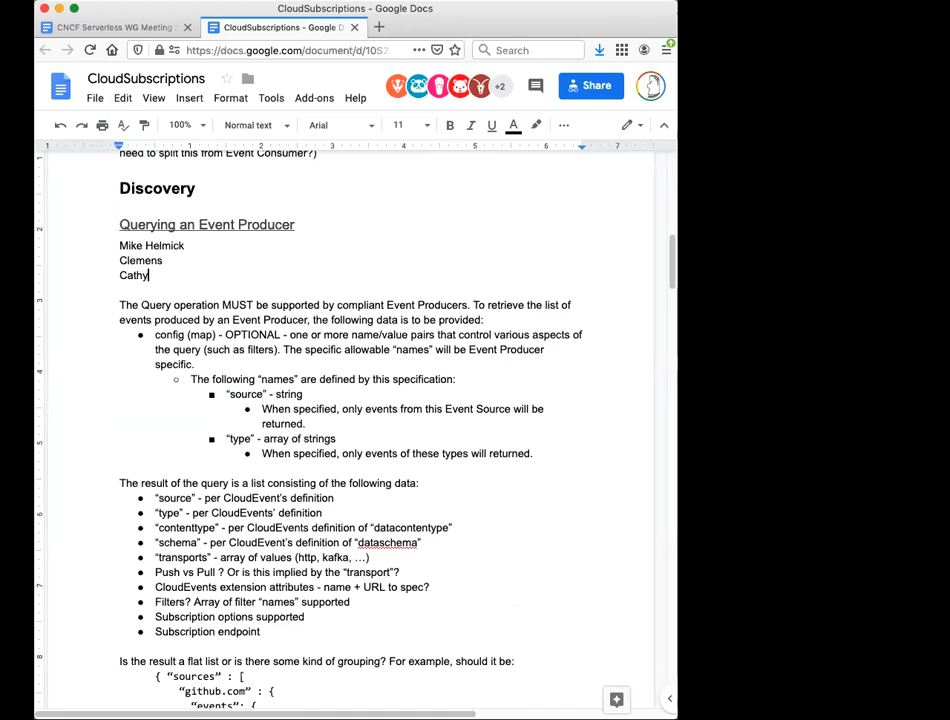 CloudSubscriptions - Google Docs
CNCF Serverless WG Meeting
CloudSubscriptions - Google D
https://docs.google.com/document/d/10S2
Search
CloudSubscriptions
+2
Share
File Edit View Insert Format Tools Add-ons Help
100% Normal text Arial 11 B I U A
1 1 2 3 4 5 6 7
need to split this from Event Consumer?)
Discovery
Querying an Event Producer
Mike Helmick
Clemens
Cathy
The Query operation MUST be supported by compliant Event Producers. To retrieve the list of
events produced by an Event Producer, the following data is to be provided:
● config (map) - OPTIONAL - one or more name/value pairs that control various aspects of
the query (such as filters). The specific allowable “names” will be Event Producer
specific.
○ The following “names” are defined by this specification:
■ “source” - string
● When specified, only events from this Event Source will be
returned.
■ “type” - array of strings
● When specified, only events of these types will returned.
The result of the query is a list consisting of the following data:
● “source” - per CloudEvent’s definition
● “type” - per CloudEvents’ definition
● “contenttype” - per CloudEvents definition of “datacontentype”
● “schema” - per CloudEvent’s definition of “dataschema”
● “transports” - array of values (http, kafka, …)
● Push vs Pull ? Or is this implied by the “transport”?
● CloudEvents extension attributes - name + URL to spec?
● Filters? Array of filter “names” supported
● Subscription options supported
● Subscription endpoint
Is the result a flat list or is there some kind of grouping? For example, should it be:
{ “sources” : [
“github.com” : {
“events”: {